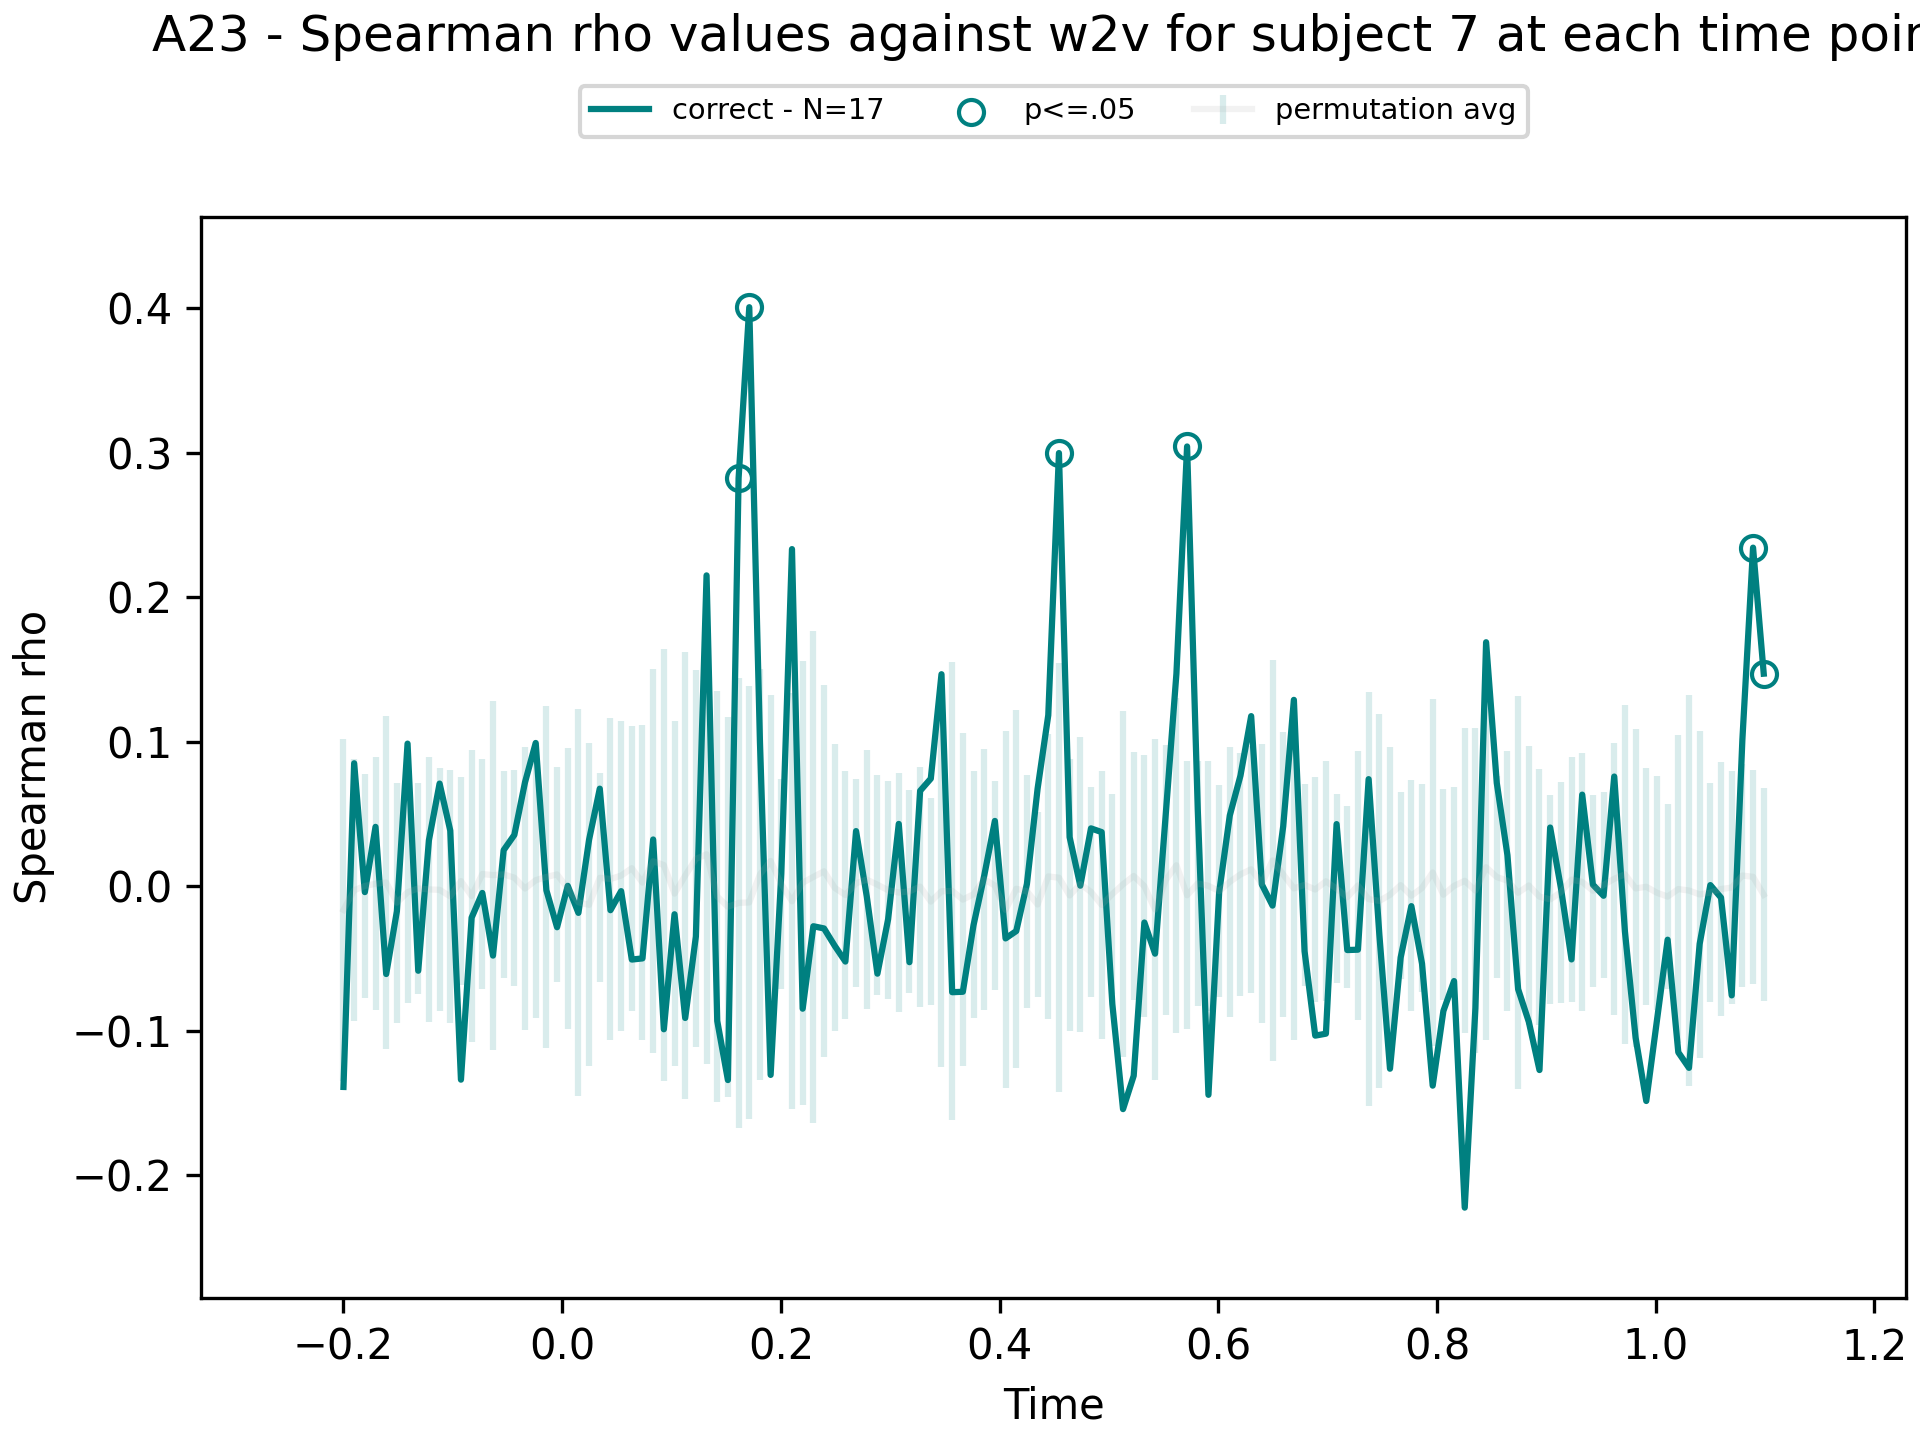 A23 - Spearman rho values against w2v for subject 7 at each time
correct - N=17 p<=.05 permutation avg
Spearman rho
0.4
0.3
0.2
0.1
0.0
−0.1
−0.2
−0.2 0.0 0.2 0.4 0.6 0.8 1.0 1.2
Time